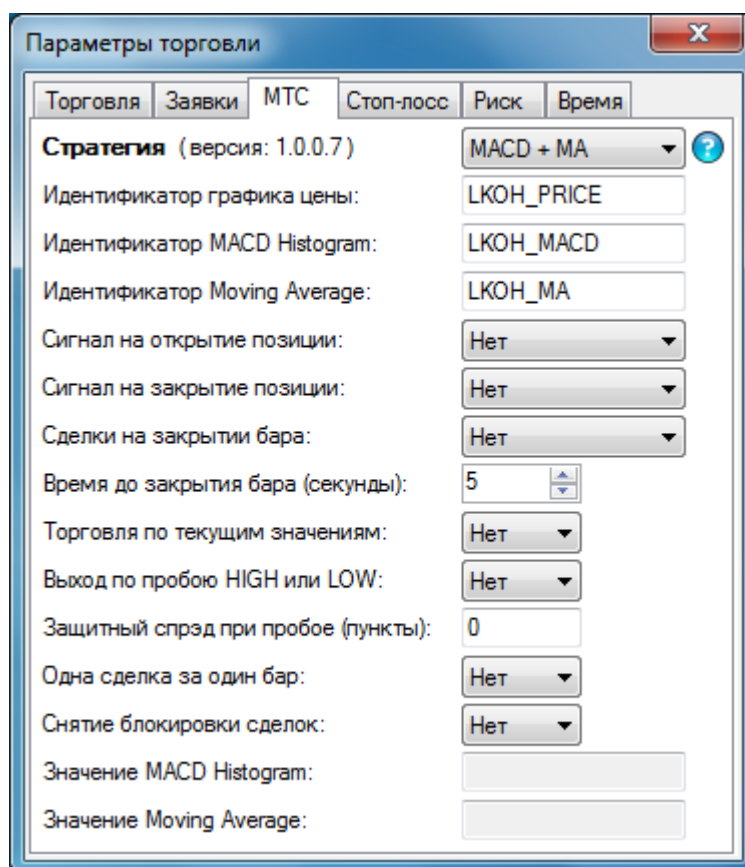 Параметры торговли
Торговля Заявки МТС Стоп-лосс Риск Время
Стратегия (версия: 1.0.0.7) MACD + MA ?
Идентификатор графика цены: LKOH_PRICE
Идентификатор MACD Histogram: LKOH_MACD
Идентификатор Moving Average: LKOH_MA
Сигнал на открытие позиции: Нет
Сигнал на закрытие позиции: Нет
Сделки на закрытии бара: Нет
Время до закрытия бара (секунды): 5
Торговля по текущим значениям: Нет
Выход по пробою HIGH или LOW: Нет
Защитный спрэд при пробое (пункты): 0
Одна сделка за один бар: Нет
Снятие блокировки сделок: Нет
Значение MACD Histogram:
Значение Moving Average: